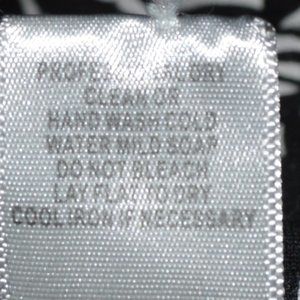 PROFESSIONAL DRY
CLEAN OR
HAND WASH COLD
WATER MILD SOAP
DO NOT BLEACH
LAY FLAT TO DRY
COOL IRON IF NECESSARY